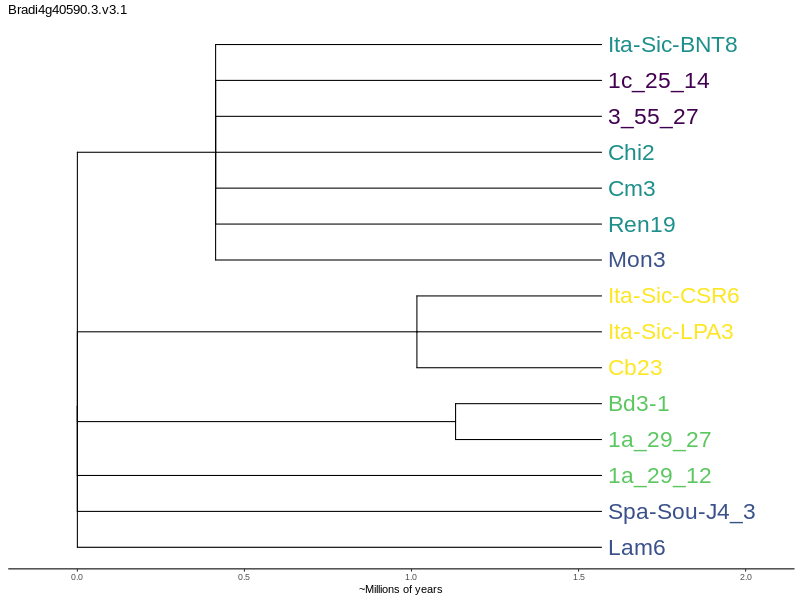 Bradi4g40590.3.v3.1
Ita-Sic-BNT8
1c_25_14
3_55_27
Chi2
Cm3
Ren19
Mon3
Ita-Sic-CSR6
Ita-Sic-LPA3
Cb23
Bd3-1
1a_29_27
1a_29_12
Spa-Sou-J4_3
Lam6
0.0 0.5 1.0 1.5 2.0
~Millions of years